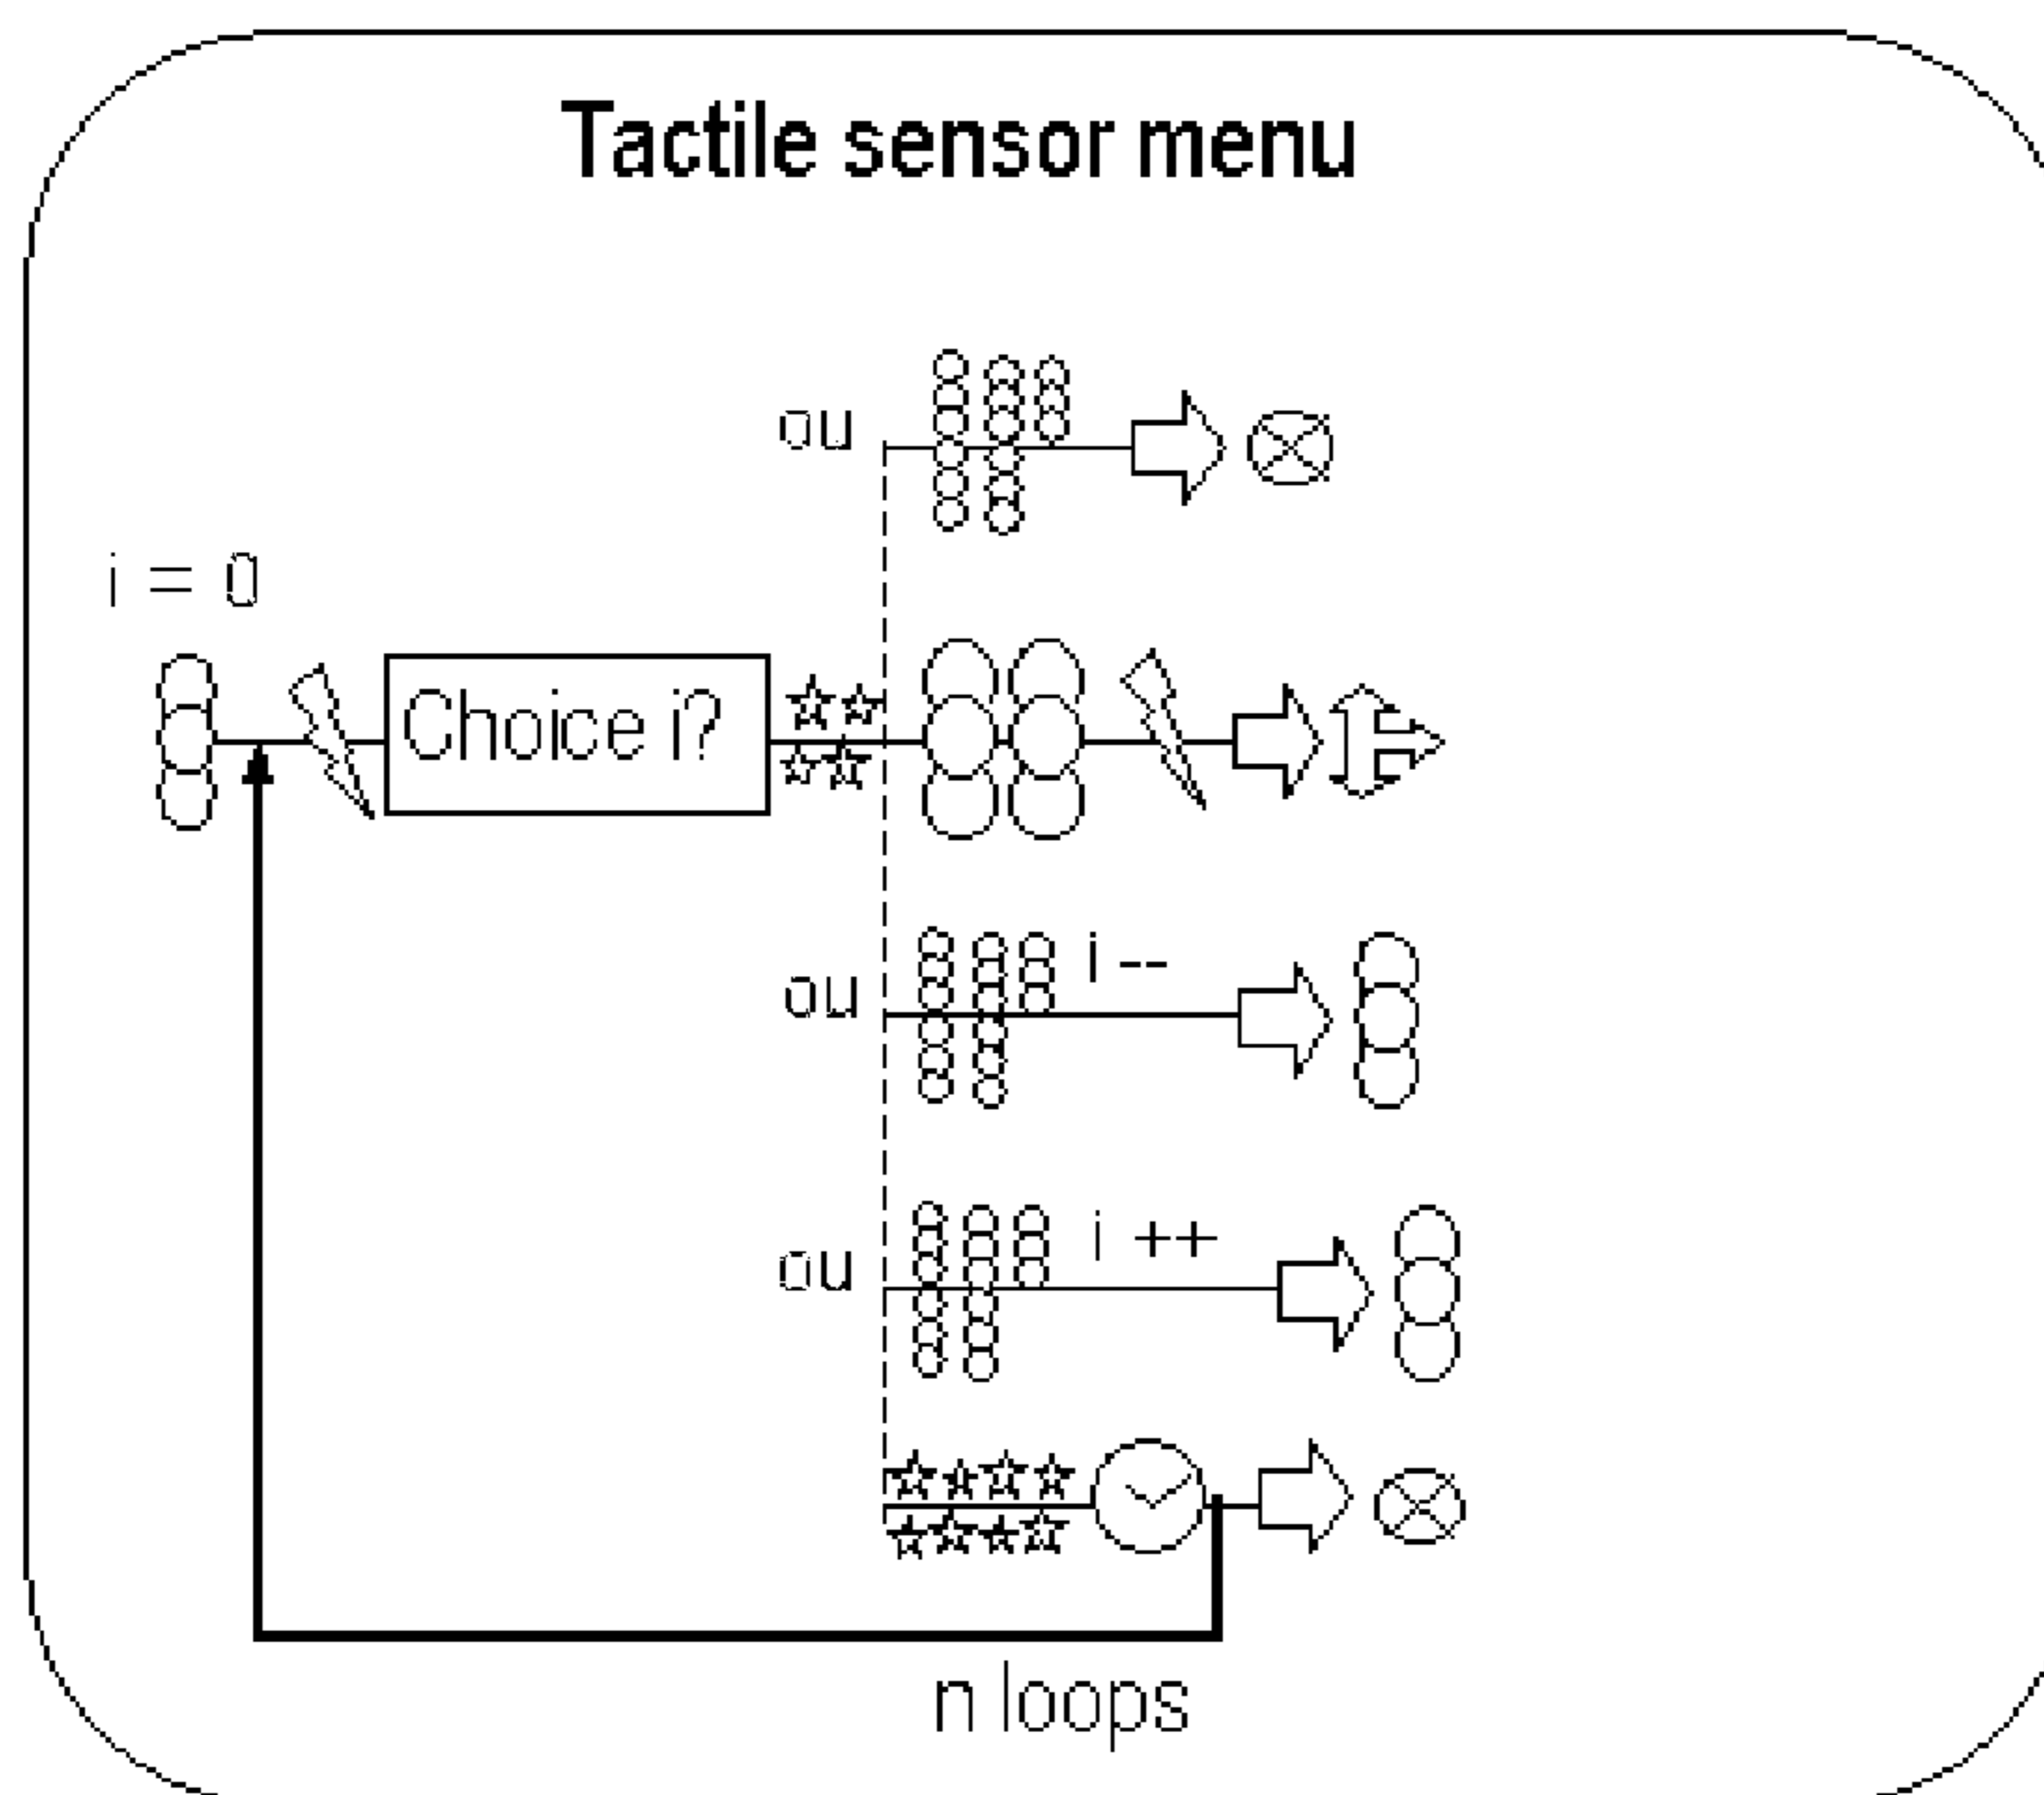 Tactile sensor menu
ou
i = 0
Choice i?
ou
i --
ou
i ++
n loops